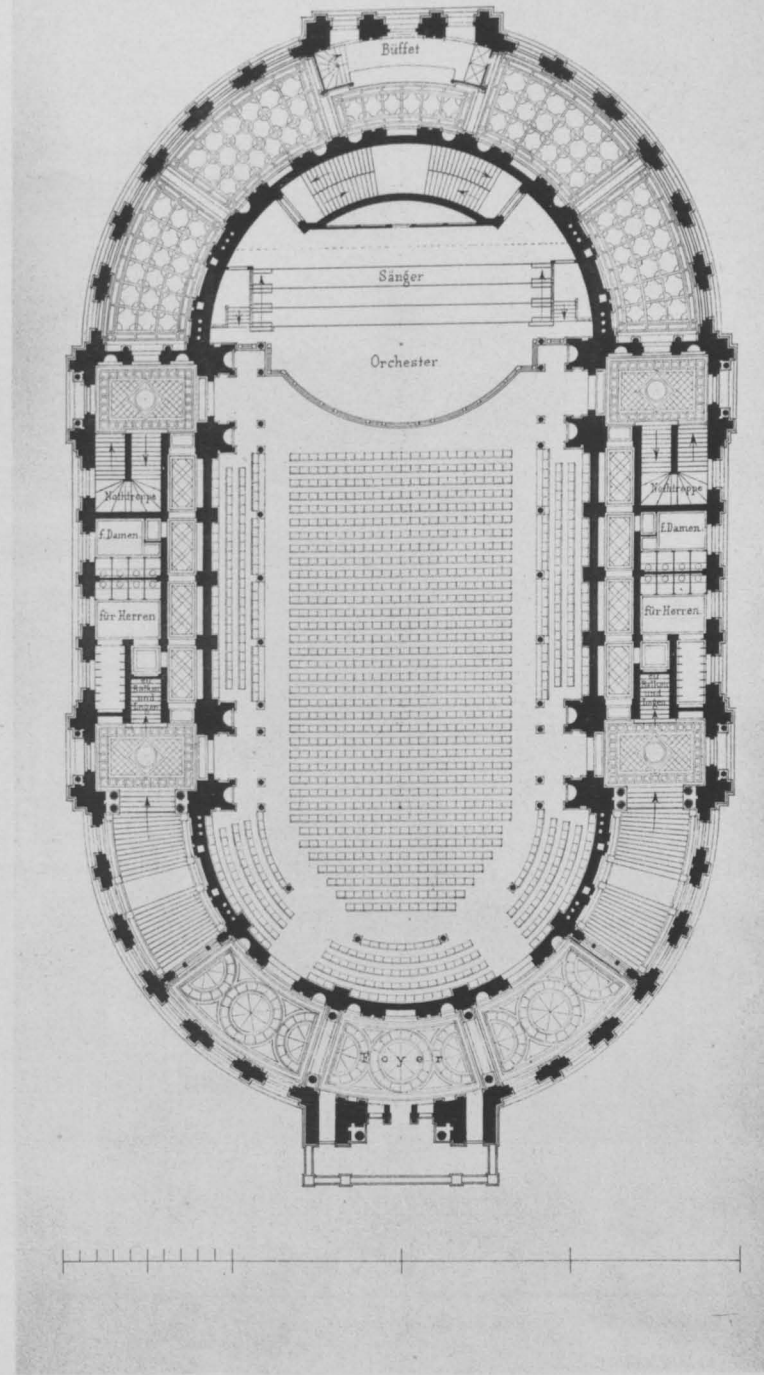 Büffet
Sänger
Orchester
Nothtreppe
Nothtreppe
f. Damen.
f. Damen.
für Herren.
für Herren.
Foyer